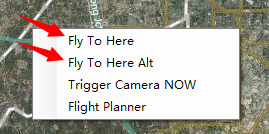 Fly To Here
Fly To Here Alt
Trigger Camera NOW
Flight Planner